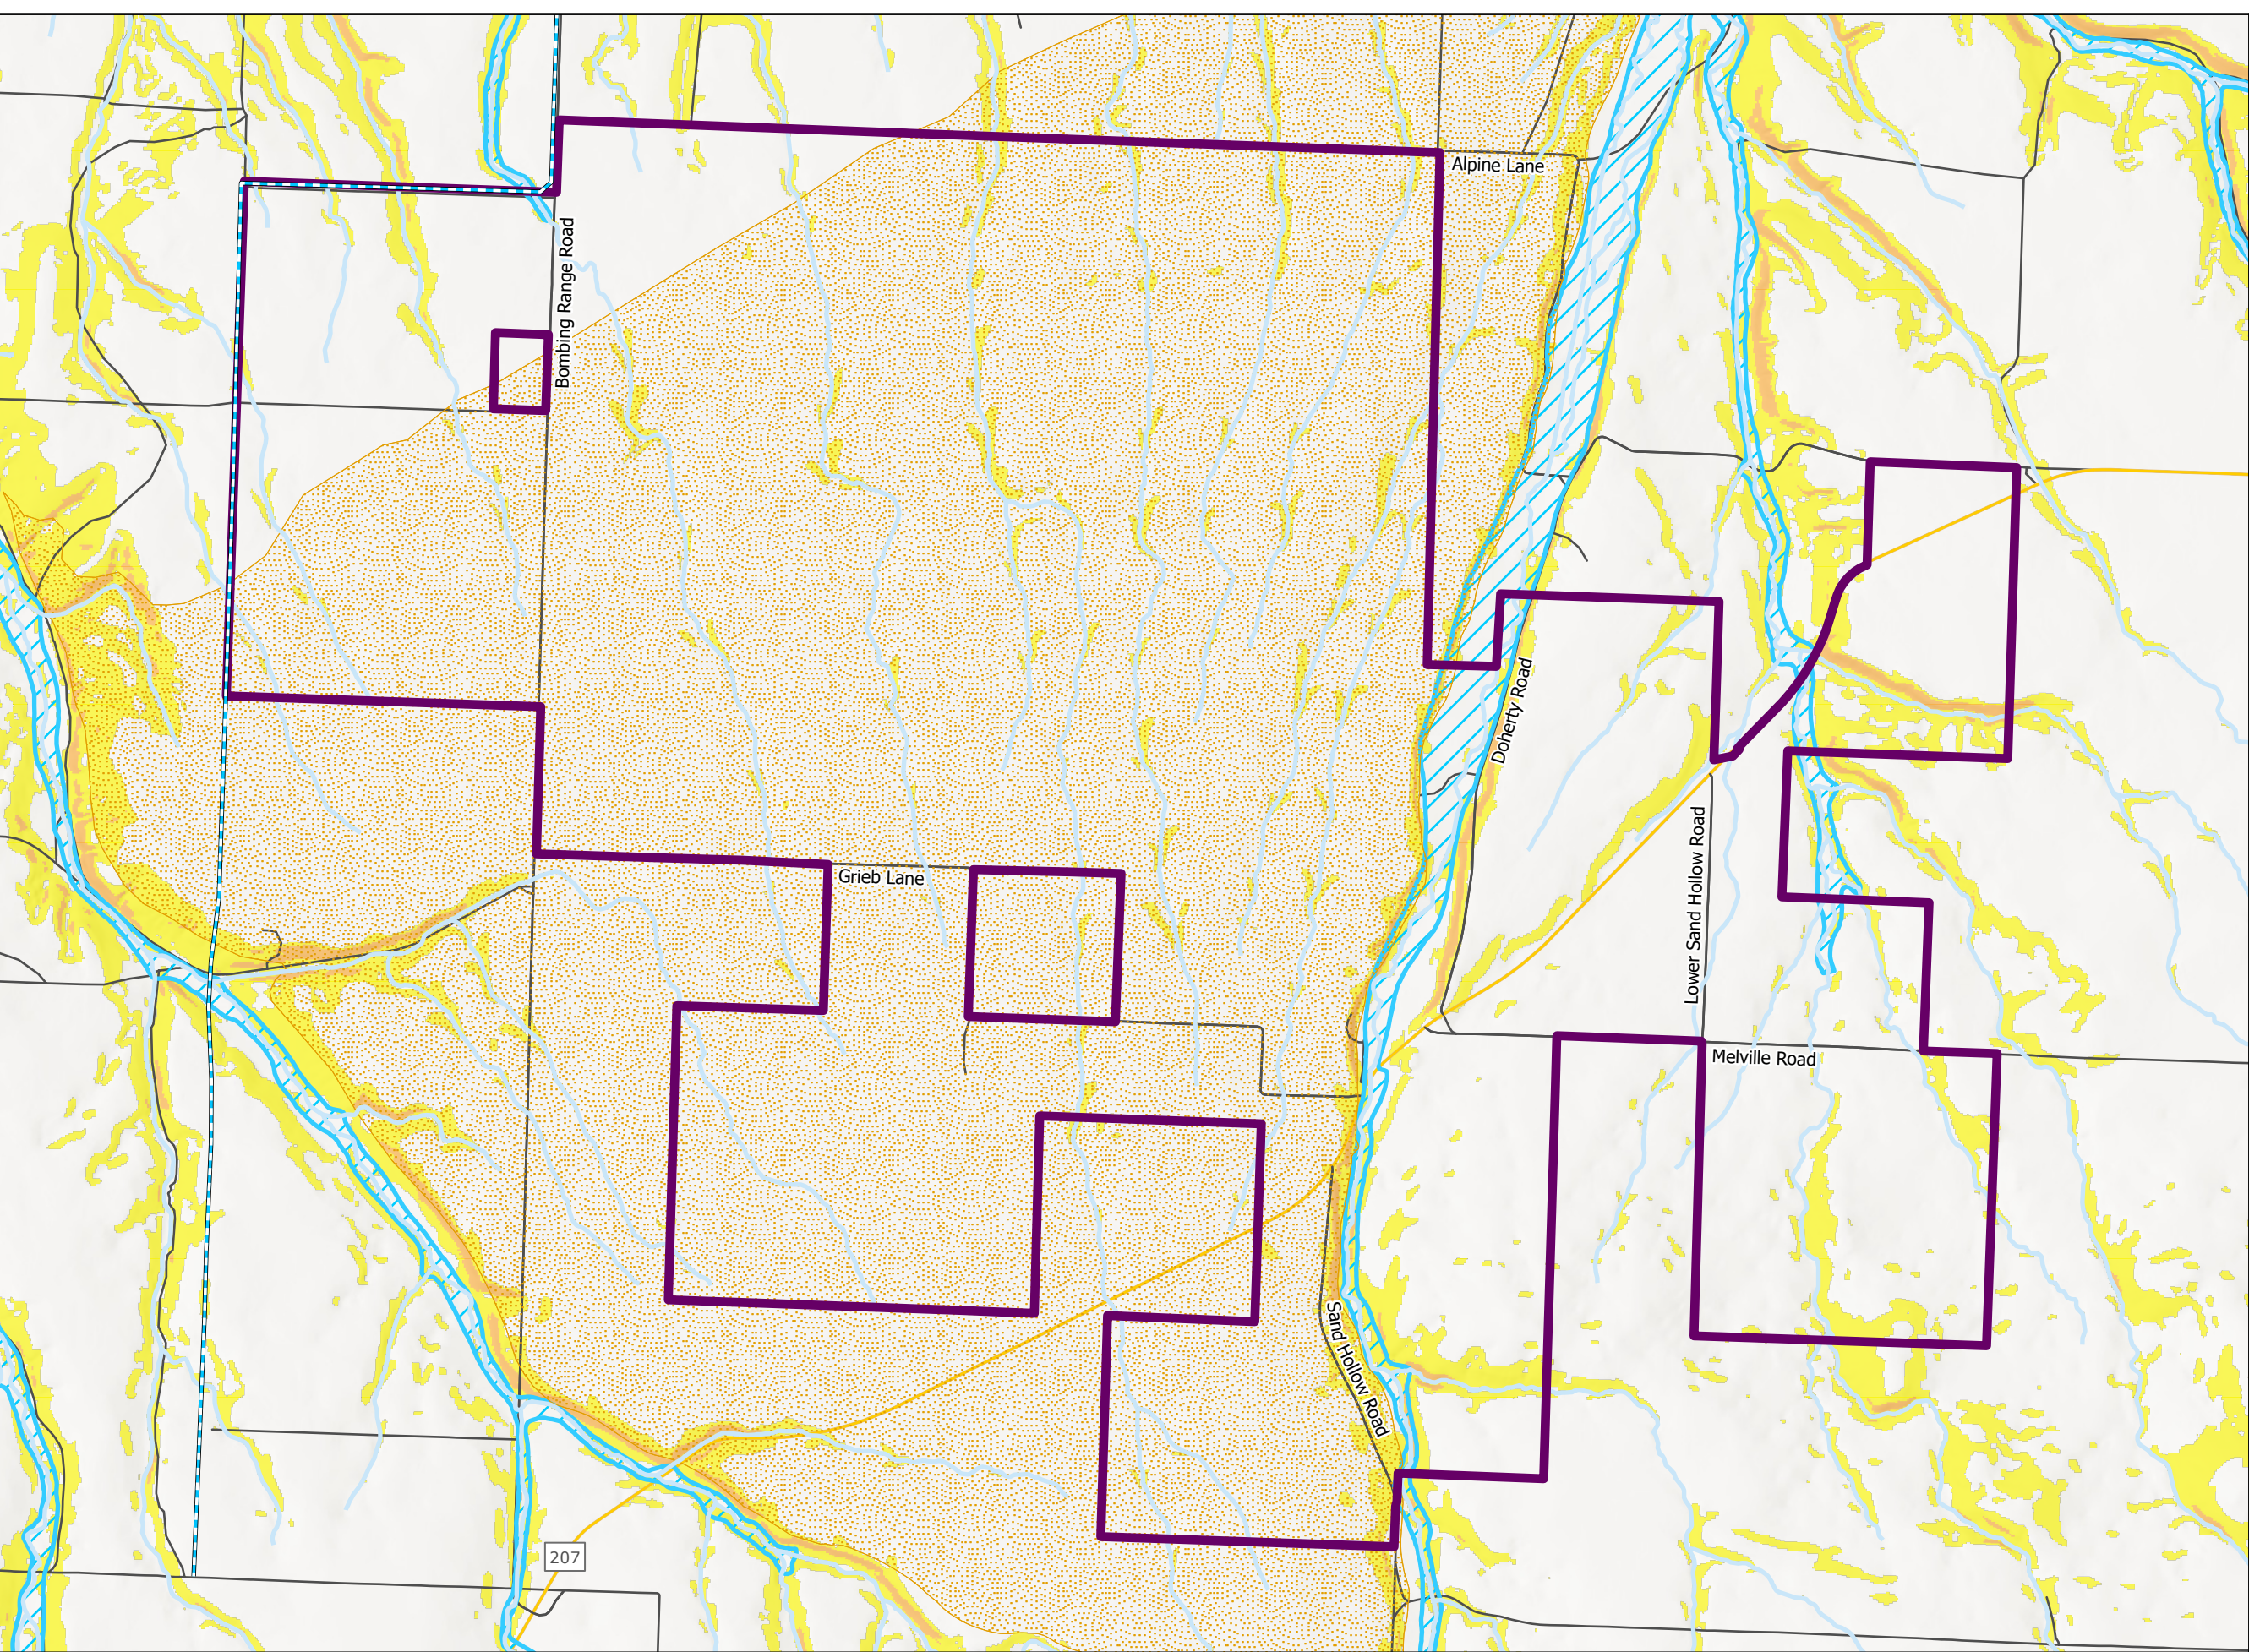 Alpine Lane
Bombing Range Road
Doherty Road
Lower Sand Hollow Road
Grieb Lane
Melville Road
Sand Hollow Road
207